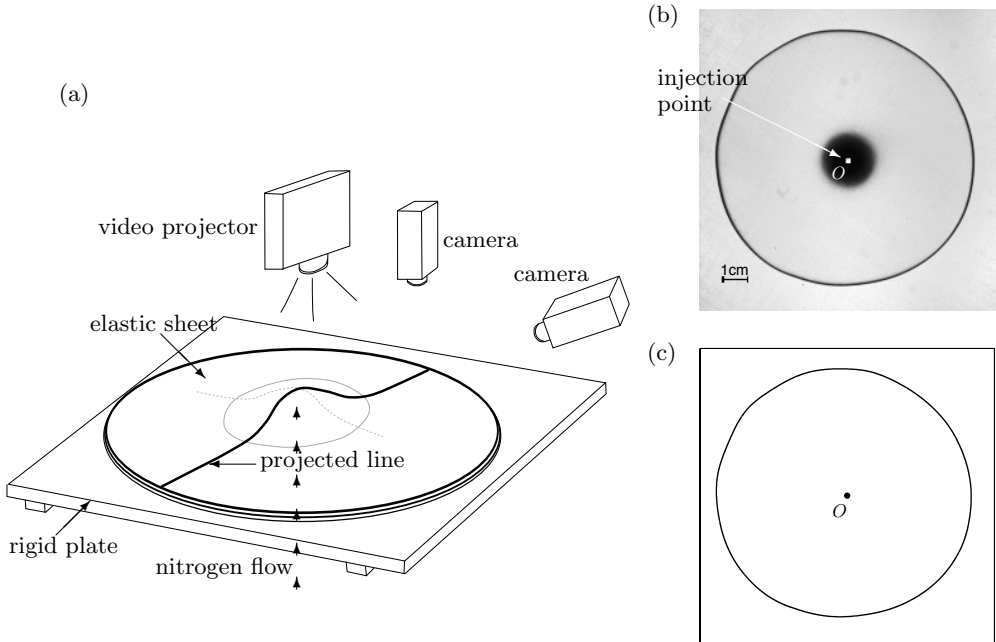 (a)
video projector
camera
camera
elastic sheet
projected line
rigid plate
nitrogen flow
(b)
injection
point
O
1cm
(c)
O